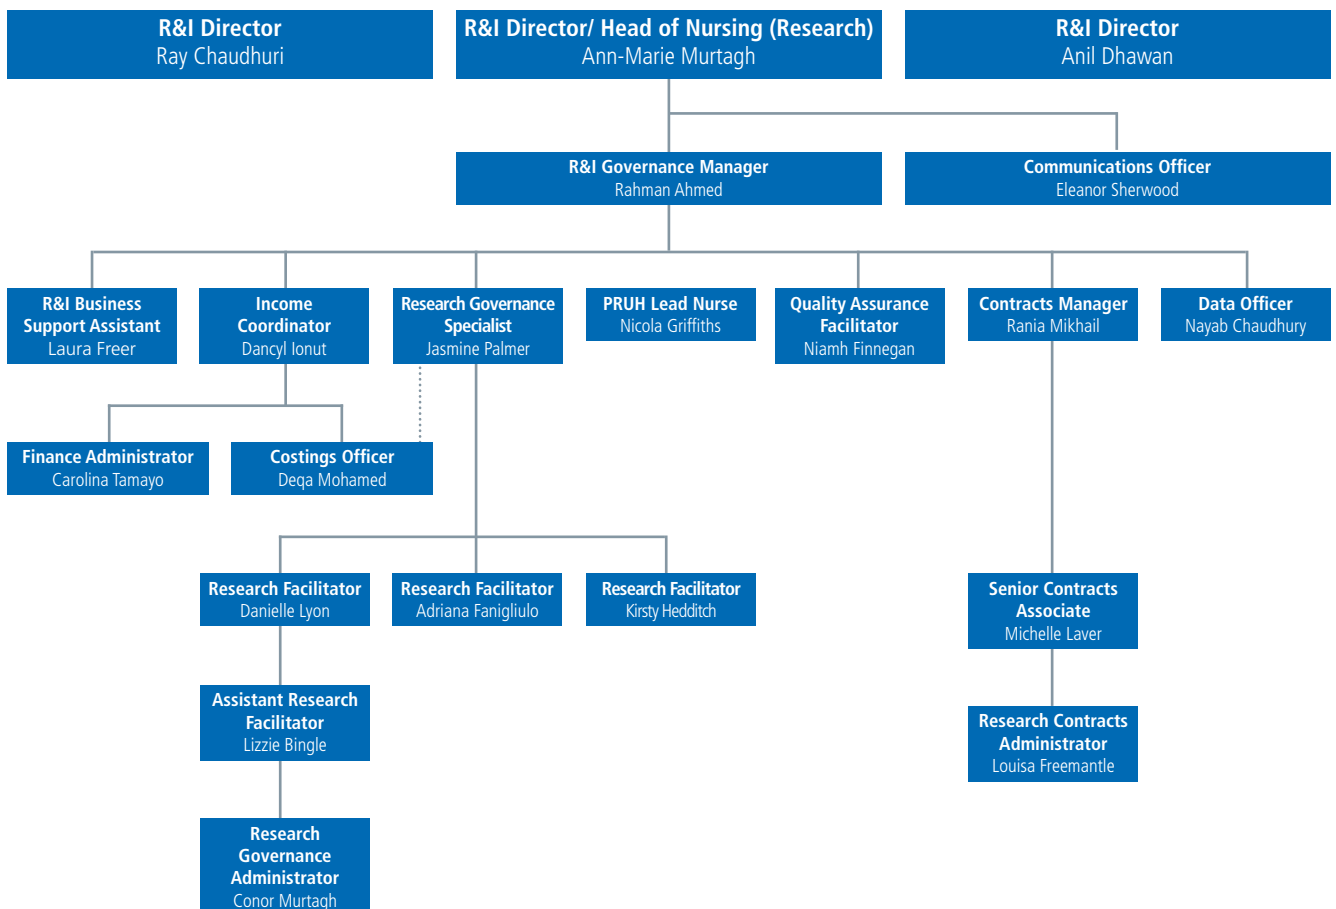 R&I Director
Ray Chaudhuri
R&I Director/ Head of Nursing (Research)
Ann-Marie Murtagh
R&I Director
Anil Dhawan
R&I Governance Manager
Rahman Ahmed
Communications Officer
Eleanor Sherwood
R&I Business
Support Assistant
Laura Freer
Income
Coordinator
Dancyl Ionut
Research Governance
Specialist
Jasmine Palmer
PRUH Lead Nurse
Nicola Griffiths
Quality Assurance
Facilitator
Niamh Finnegan
Contracts Manager
Rania Mikhail
Data Officer
Nayab Chaudhury
Finance Administrator
Carolina Tamayo
Costings Officer
Deqa Mohamed
Research Facilitator
Danielle Lyon
Research Facilitator
Adriana Fanigliulo
Research Facilitator
Kirsty Hedditch
Senior Contracts
Associate
Michelle Laver
Assistant Research
Facilitator
Lizzie Bingle
Research Contracts
Administrator
Louisa Freemantle
Research
Governance
Administrator
Conor Murtagh